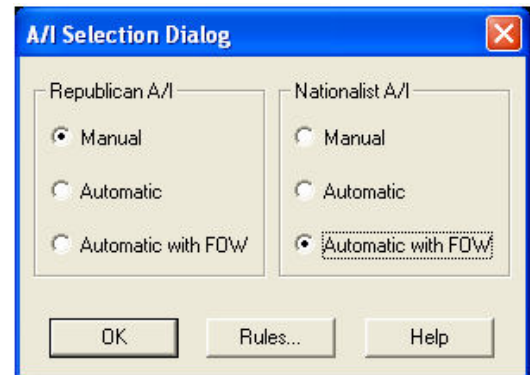 A/I Selection Dialog
Republican A/I
Manual
Automatic
Automatic with FOW
Nationalist A/I
Manual
Automatic
Automatic with FOW
OK
Rules...
Help